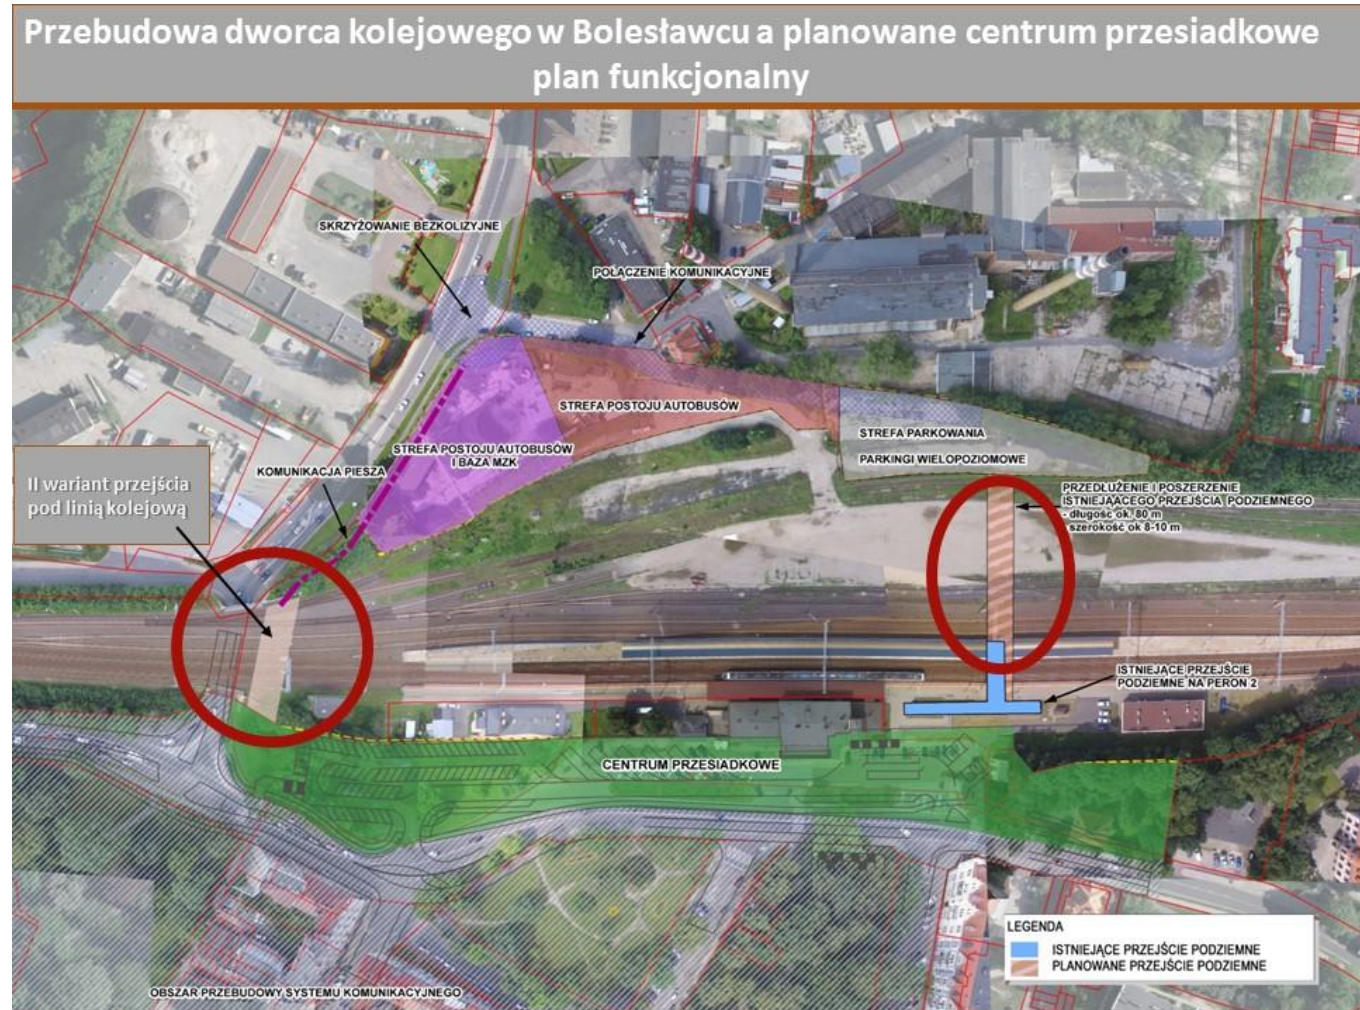 Przebudowa dworca kolejowego w Bolesławcu a planowane centrum przesiadkowe
plan funkcjonalny
SKRZYŻOWANIE BEZKOLIZYJNE
POŁĄCZENIE KOMUNIKACYJNE
STREFA POSTOJU AUTOBUSÓW
STREFA PARKOWANIA
PARKINGI WIELOPOZIOMOWE
STREFA POSTOJU AUTOBUSÓW
I BAZA MZK
KOMUNIKACJA PIESZA
II wariant przejścia
pod linią kolejową
PRZEDŁUŻENIE I POSZERZENIE
ISTNIEJĄACEGO PRZEJŚCIA PODZIEMNEGO
- długość ok. 80 m
szerokość ok 8-10 m
ISTNIEJĄCE PRZEJŚCIE
PODZIEMNE NA PERON 2
CENTRUM PRZESIADKOWE
LEGENDA
ISTNIEJĄCE PRZEJŚCIE PODZIEMNE
PLANOWANE PRZEJŚCIE PODZIEMNE
OBSZAR PRZEBUDOWY SYSTEMU KOMUNIKACYJNEGO